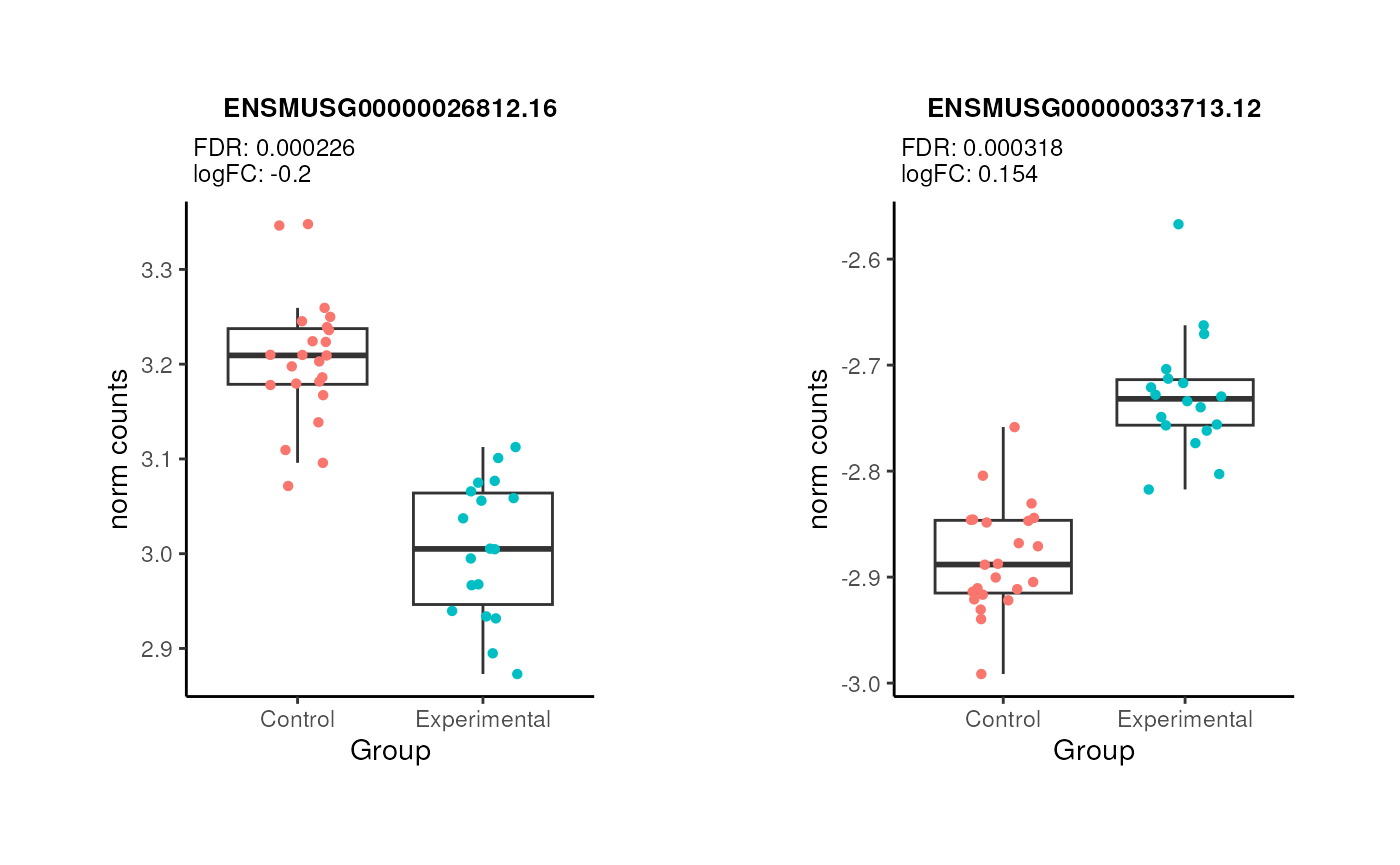 ENSMUSG00000026812.16
FDR: 0.000226
logFC: -0.2
norm counts
3.3
3.2
3.1
3.0
2.9
Control Experimental
Group
ENSMUSG00000033713.12
FDR: 0.000318
logFC: 0.154
norm counts
-2.6
-2.7
-2.8
-2.9
-3.0
Control Experimental
Group